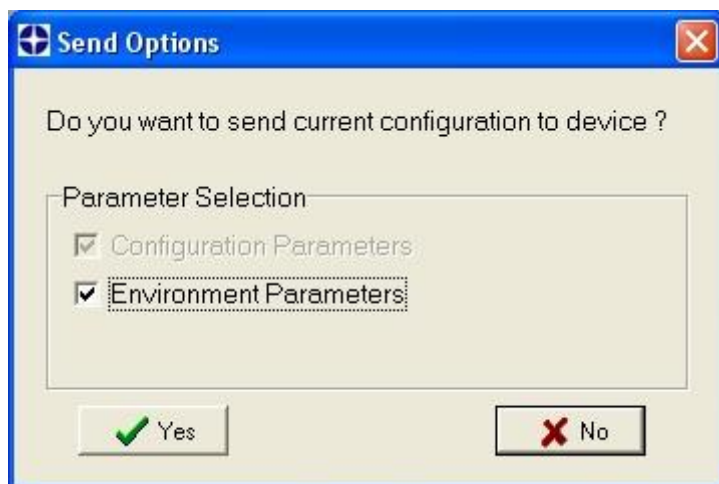 Send Options
Do you want to send current configuration to device ?
Parameter Selection
Configuration Parameters
Environment Parameters
Yes
No